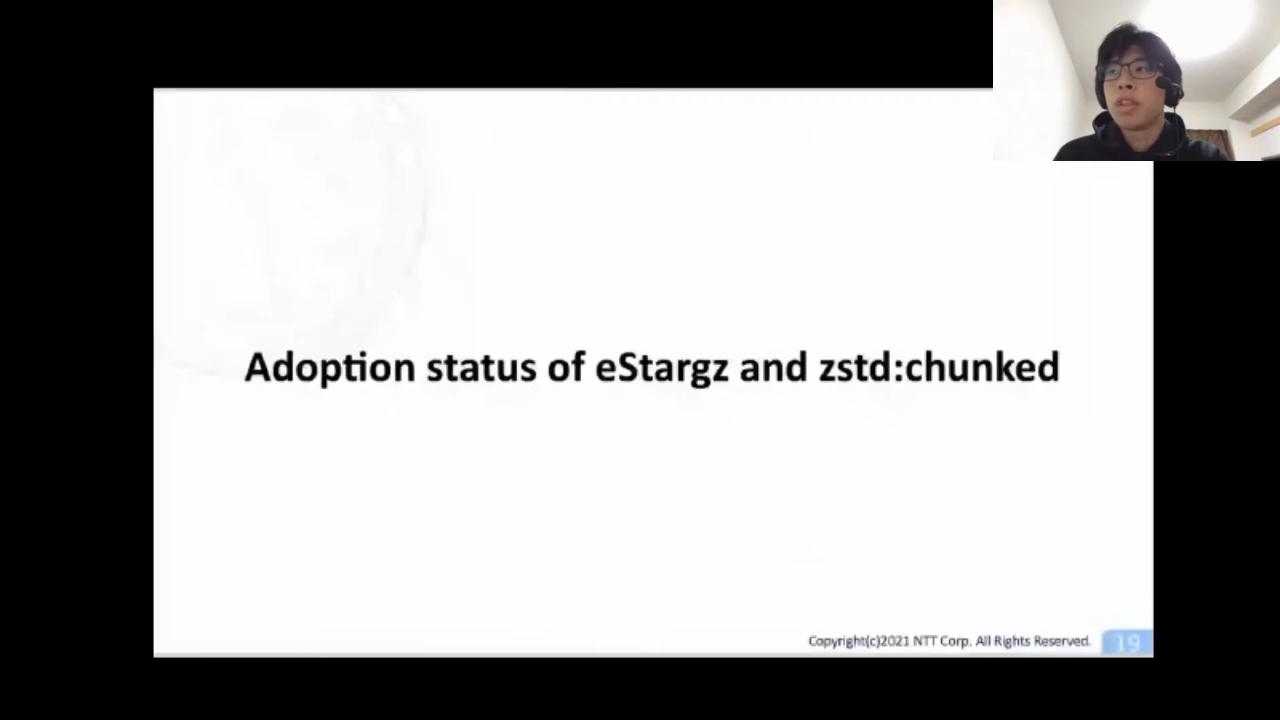 Adoption status of eStargz and zstd:chunked
Copyright(c)2021 NTT Corp. All Rights Reserved.
19